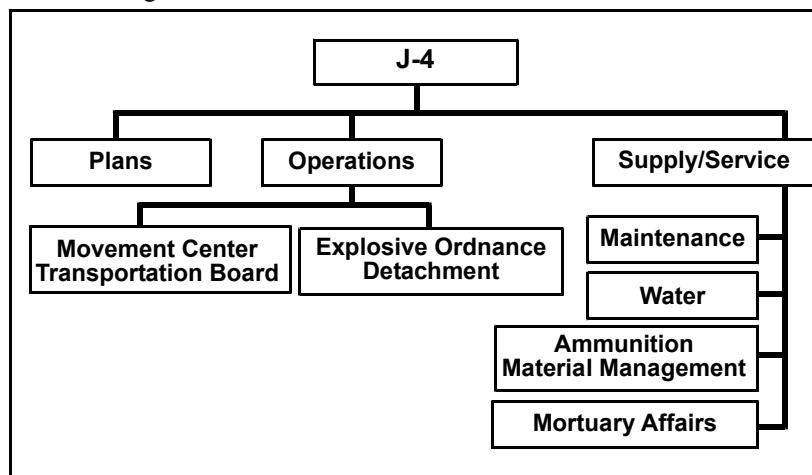 J-4
Plans
Operations
Supply/Service
Movement Center
Transportation Board
Explosive Ordnance
Detachment
Maintenance
Water
Ammunition
Material Management
Mortuary Affairs